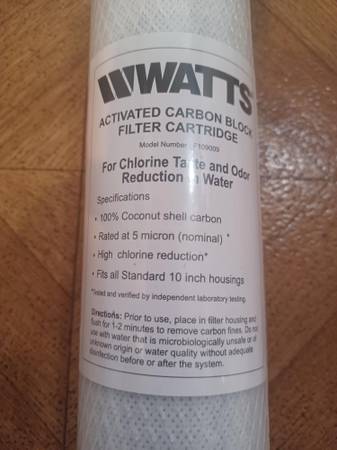 WATTS
ACTIVATED CARBON BLOCK
FILTER CARTRIDGE
Model Number: F109009
For Chlorine Taste and Odor
Reduction in Water
Specifications
• 100% Coconut shell carbon
• Rated at 5 micron (nominal) *
• High chlorine reduction*
• Fits all Standard 10 inch housings
*Tested and verified by independent laboratory testing.
Directions: Prior to use, place in filter housing and
flush for 1-2 minutes to remove carbon fines. Do not
use with water that is microbiologically unsafe or of
unknown origin or water quality without adequate
disinfection before or after the system.